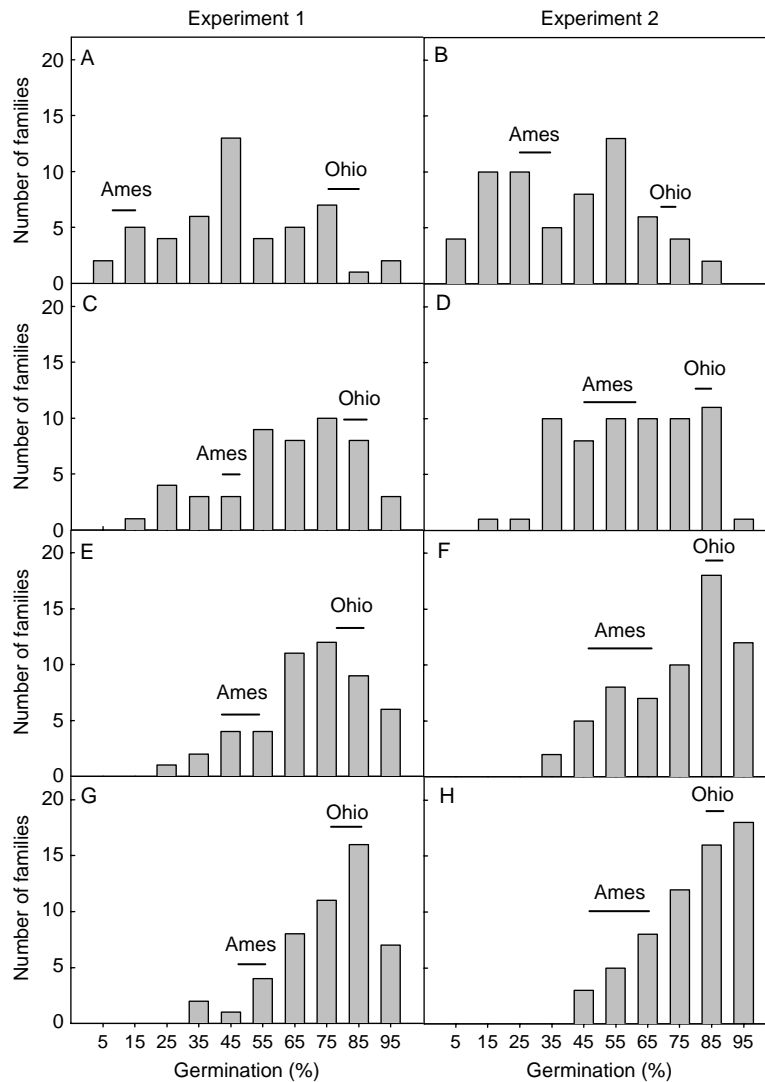 Experiment 1
Experiment 2
Number of families
20
15
10
5
0
A
Ames
Ohio
B
Ames
Ohio
Number of families
20
15
10
5
0
C
Ames
Ohio
D
Ames
Ohio
Number of families
20
15
10
5
0
E
Ames
Ohio
F
Ames
Ohio
Number of families
20
15
10
5
0
G
Ames
Ohio
H
Ames
Ohio
5 15 25 35 45 55 65 75 85 95
5 15 25 35 45 55 65 75 85 95
Germination (%)
Germination (%)